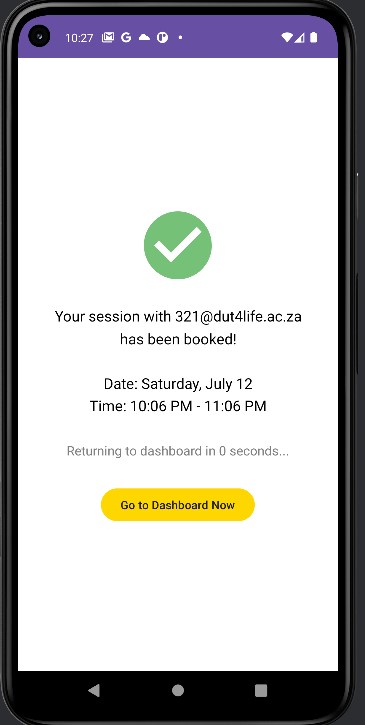 10:27
Your session with 321@dut4life.ac.za
has been booked!
Date: Saturday, July 12
Time: 10:06 PM - 11:06 PM
Returning to dashboard in 0 seconds...
Go to Dashboard Now